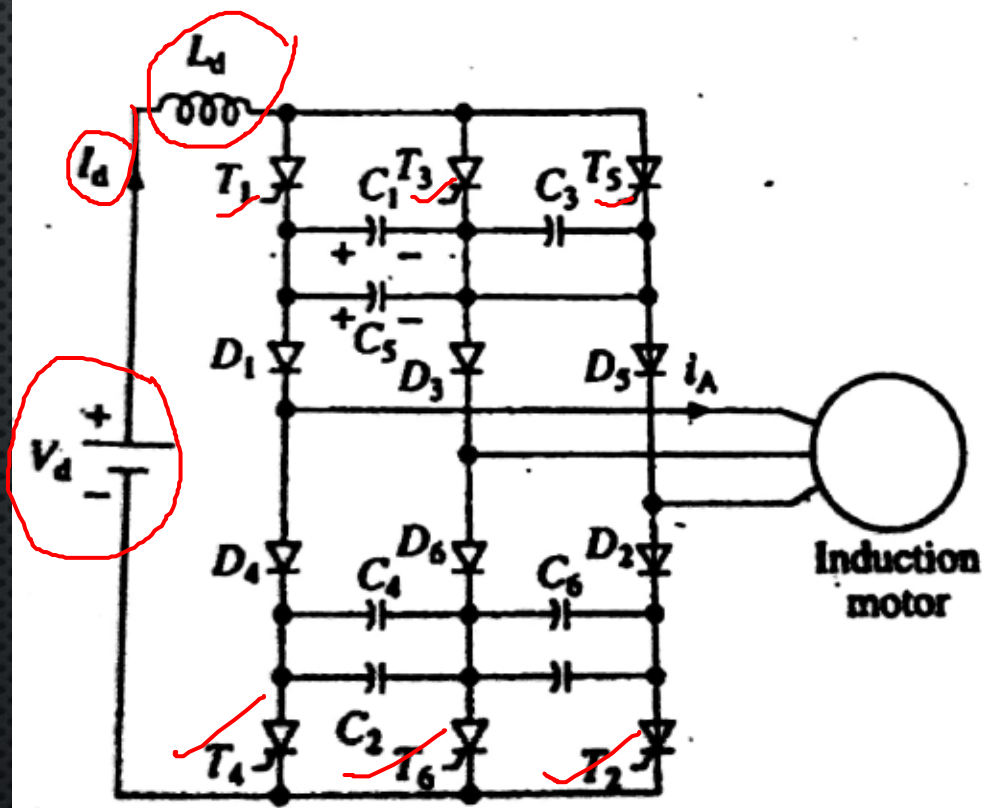 Ld
Id
T1
C1
T3
C3
T5
+ −
+ −
C5
D1
D3
D5
iA
+
Vd
−
D4
D6
D2
C4
C6
Induction
motor
C2
T4
T6
T2